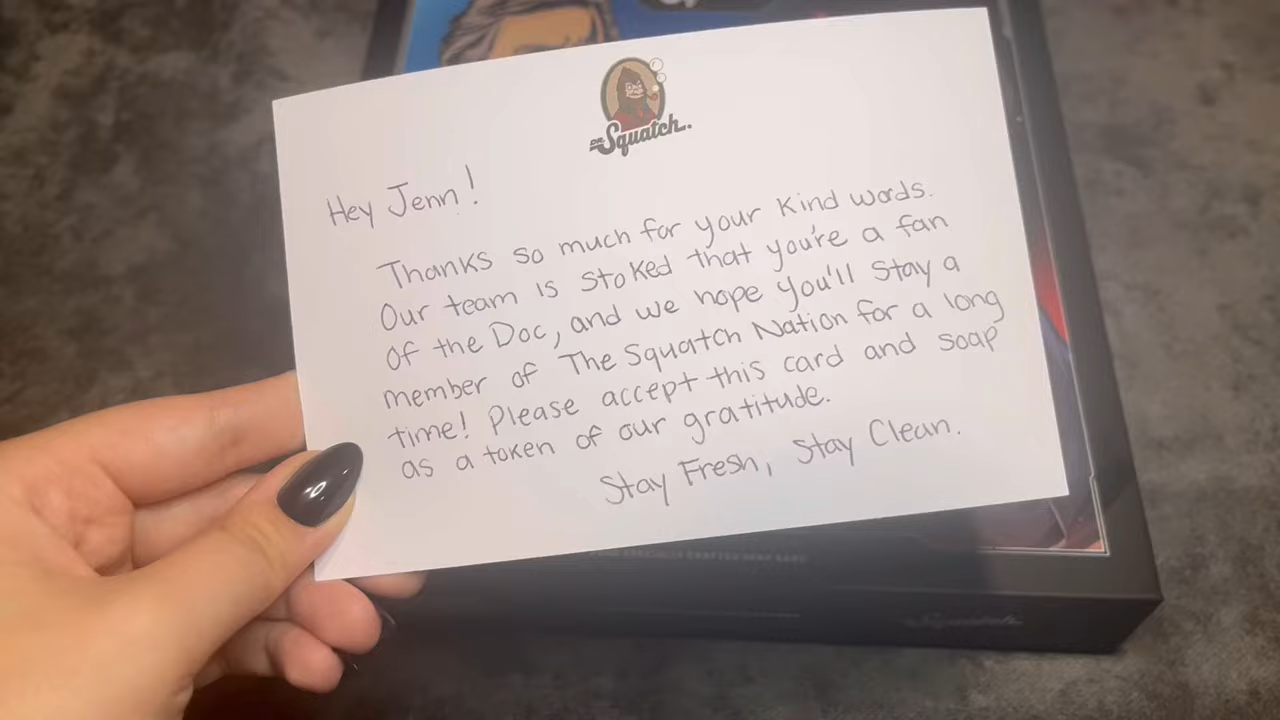 DR. Squatch.
Hey Jenn!
Thanks so much for your kind words.
Our team is stoked that you're a fan
of the Doc, and we hope you'll stay a
member of The Squatch Nation for a long
time! Please accept this card and soap
as a token of our gratitude.
Stay Fresh, Stay Clean.